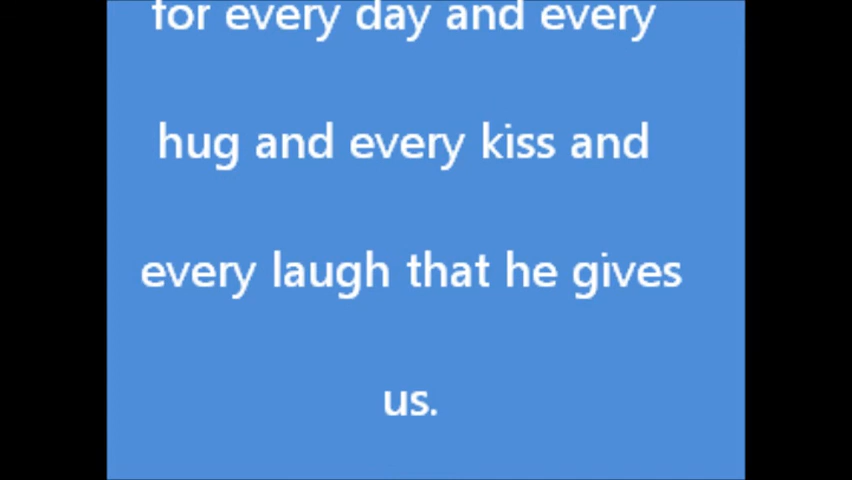 for every day and every
hug and every kiss and
every laugh that he gives
us.